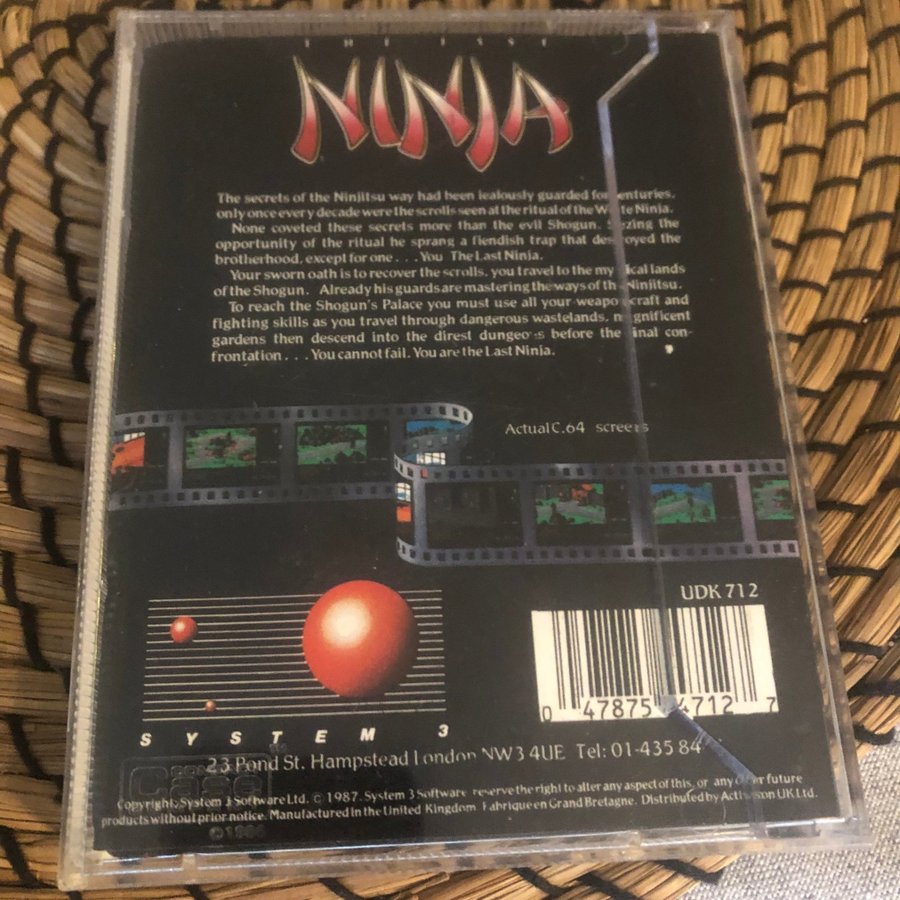 THE LAST
NINJA
The secrets of the Ninjitsu way had been jealously guarded for centuries.
only once every decade were the scrolls seen at the ritual of the White Ninja.
None coveted these secrets more than the evil Shogun. Seizing the
opportunity of the ritual he sprang a fiendish trap that destroyed the
brotherhood, except for one . . . You The Last Ninja.
Your sworn oath is to recover the scrolls, you travel to the mystical lands
of the Shogun. Already his guards are mastering the ways of the Ninjitsu.
To reach the Shogun's Palace you must use all your weapon craft and
fighting skills as you travel through dangerous wastelands, magnificent
gardens then descend into the direst dungeons before the final con-
frontation . . . You cannot fail. You are the Last Ninja.
Actual C.64 screens
UDK 712
0 47875 4712 7
SYSTEM 3
23 Pond St. Hampstead London NW3 4UE Tel: 01-435 84
Case
Copyright, System 3 Software Ltd. © 1987. System 3 Software reserve the right to alter any aspect of this, or any other future
products without prior notice. Manufactured in the United Kingdom Fabrique en Grand Bretagne. Distributed by Activision UK Ltd.